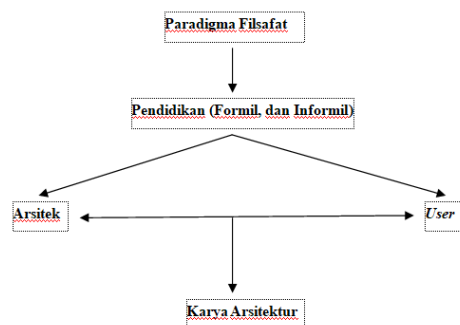 Paradigma Filsafat
Pendidikan (Formil, dan Informil)
Arsitek
User
Karya Arsitektur